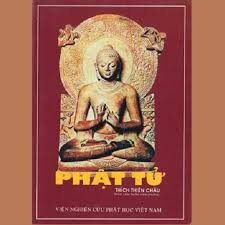 PHẬT TỬ
THÍCH THIỆN CHÂU
VIỆN NGHIÊN CỨU PHẬT HỌC VIỆT NAM